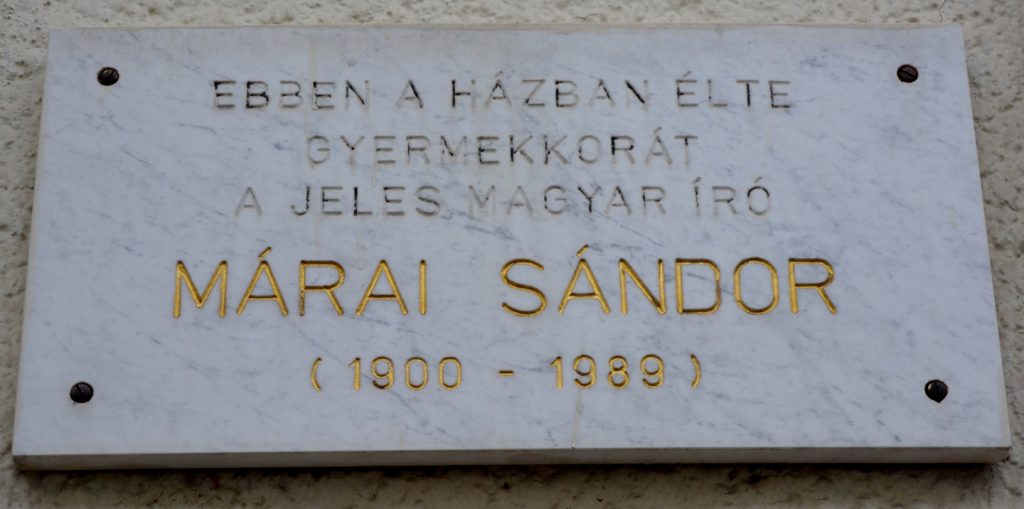 EBBEN A HÁZBAN ÉLTE
GYERMEKKORÁT
A JELES MAGYAR ÍRÓ
MÁRAI SÁNDOR
(1900 - 1989)